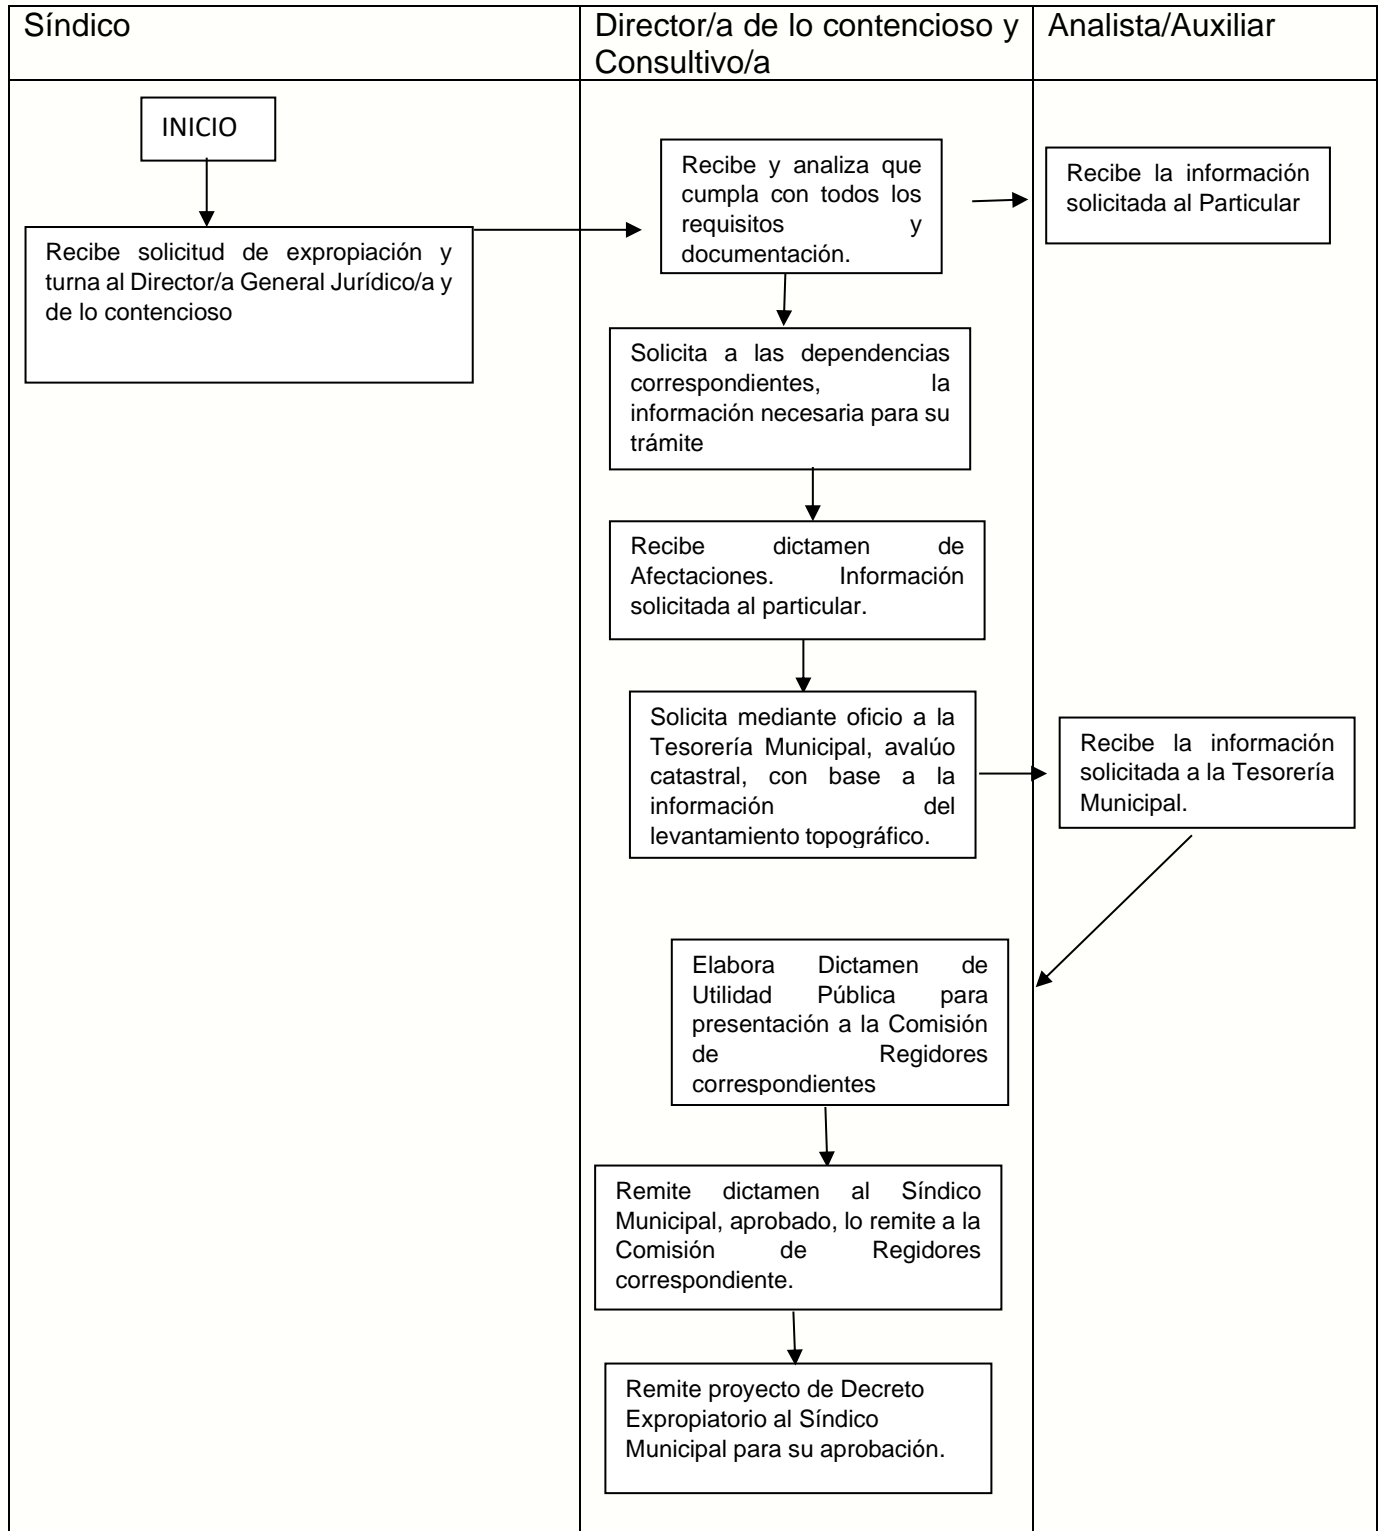 Síndico
Director/a de lo contencioso y
Consultivo/a
Analista/Auxiliar
INICIO
Recibe solicitud de expropiación y
turna al Director/a General Jurídico/a y
de lo contencioso
Recibe y analiza que
cumpla con todos los
requisitos y
documentación.
Recibe la información
solicitada al Particular
Solicita a las dependencias
correspondientes, la
información necesaria para su
trámite
Recibe dictamen de
Afectaciones. Información
solicitada al particular.
Solicita mediante oficio a la
Tesorería Municipal, avalúo
catastral, con base a la
información del
levantamiento topográfico.
Recibe la información
solicitada a la Tesorería
Municipal.
Elabora Dictamen de
Utilidad Pública para
presentación a la Comisión
de Regidores
correspondientes
Remite dictamen al Síndico
Municipal, aprobado, lo remite a la
Comisión de Regidores
correspondiente.
Remite proyecto de Decreto
Expropiatorio al Síndico
Municipal para su aprobación.